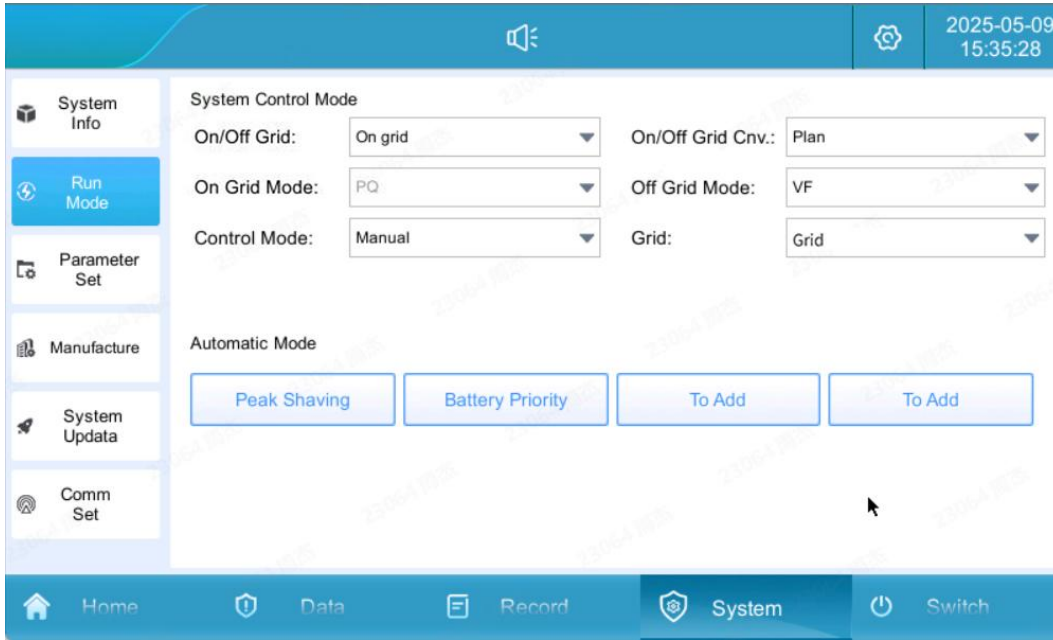 2025-05-09
15:35:28
System
Info
Run
Mode
Parameter
Set
Manufacture
System
Updata
Comm
Set
System Control Mode
On/Off Grid: On grid On/Off Grid Cnv.: Plan
On Grid Mode: PQ Off Grid Mode: VF
Control Mode: Manual Grid: Grid
Automatic Mode
Peak Shaving Battery Priority To Add To Add
Home Data Record System Switch